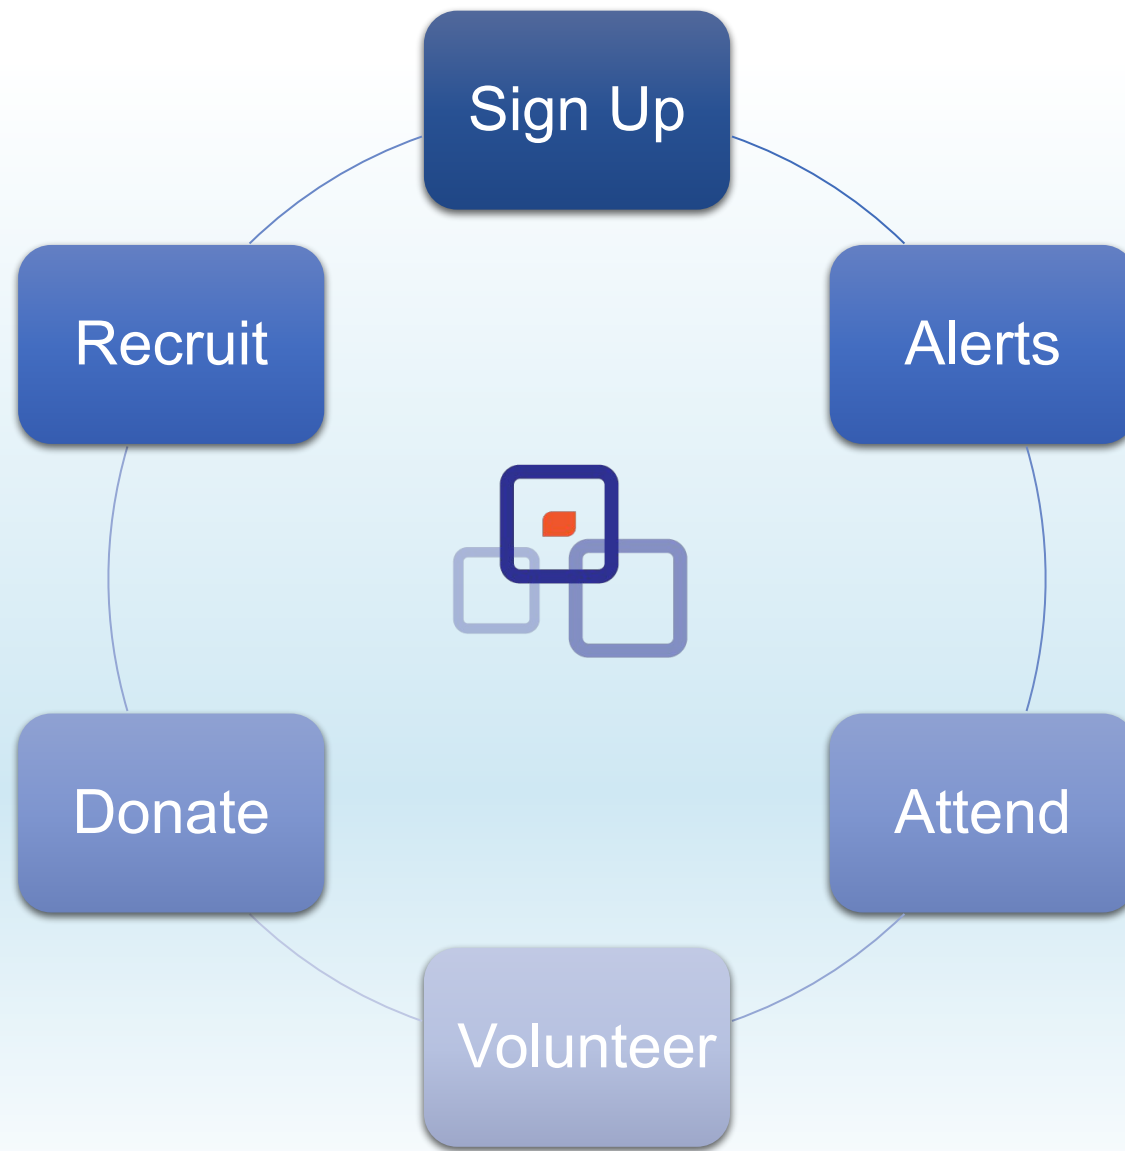 Sign Up
Recruit
Alerts
Donate
Attend
Volunteer